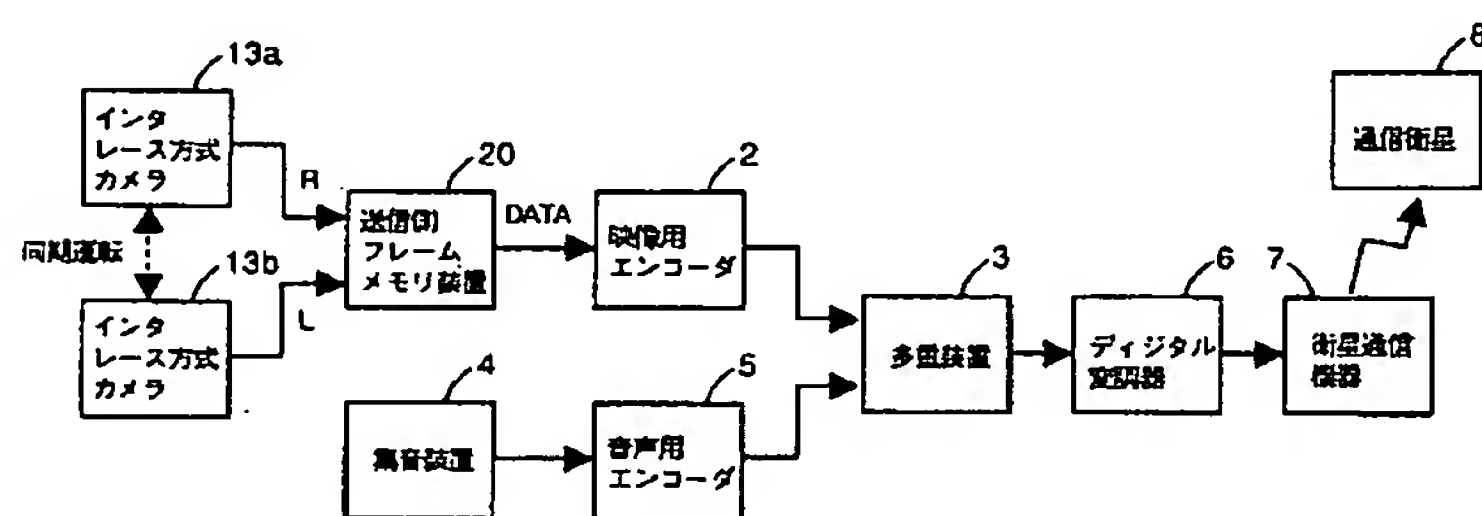 13a
インタ
レース方式
カメラ
R
同期運転
13b
インタ
レース方式
カメラ
L
20
送信御
フレーム
メモリ装置
DATA
2
映像用
エンコーダ
4
集音装置
5
音声用
エンコーダ
3
多重装置
6
ディジタル
変調器
7
衛星通信
機器
8
通信衛星